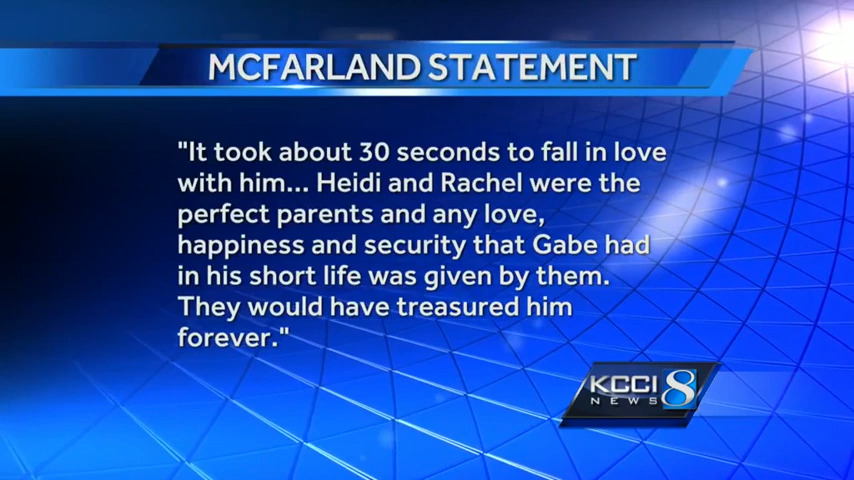 MCFARLAND STATEMENT
"It took about 30 seconds to fall in love
with him... Heidi and Rachel were the
perfect parents and any love,
happiness and security that Gabe had
in his short life was given by them.
They would have treasured him
forever."
KCCI 8
NEWS